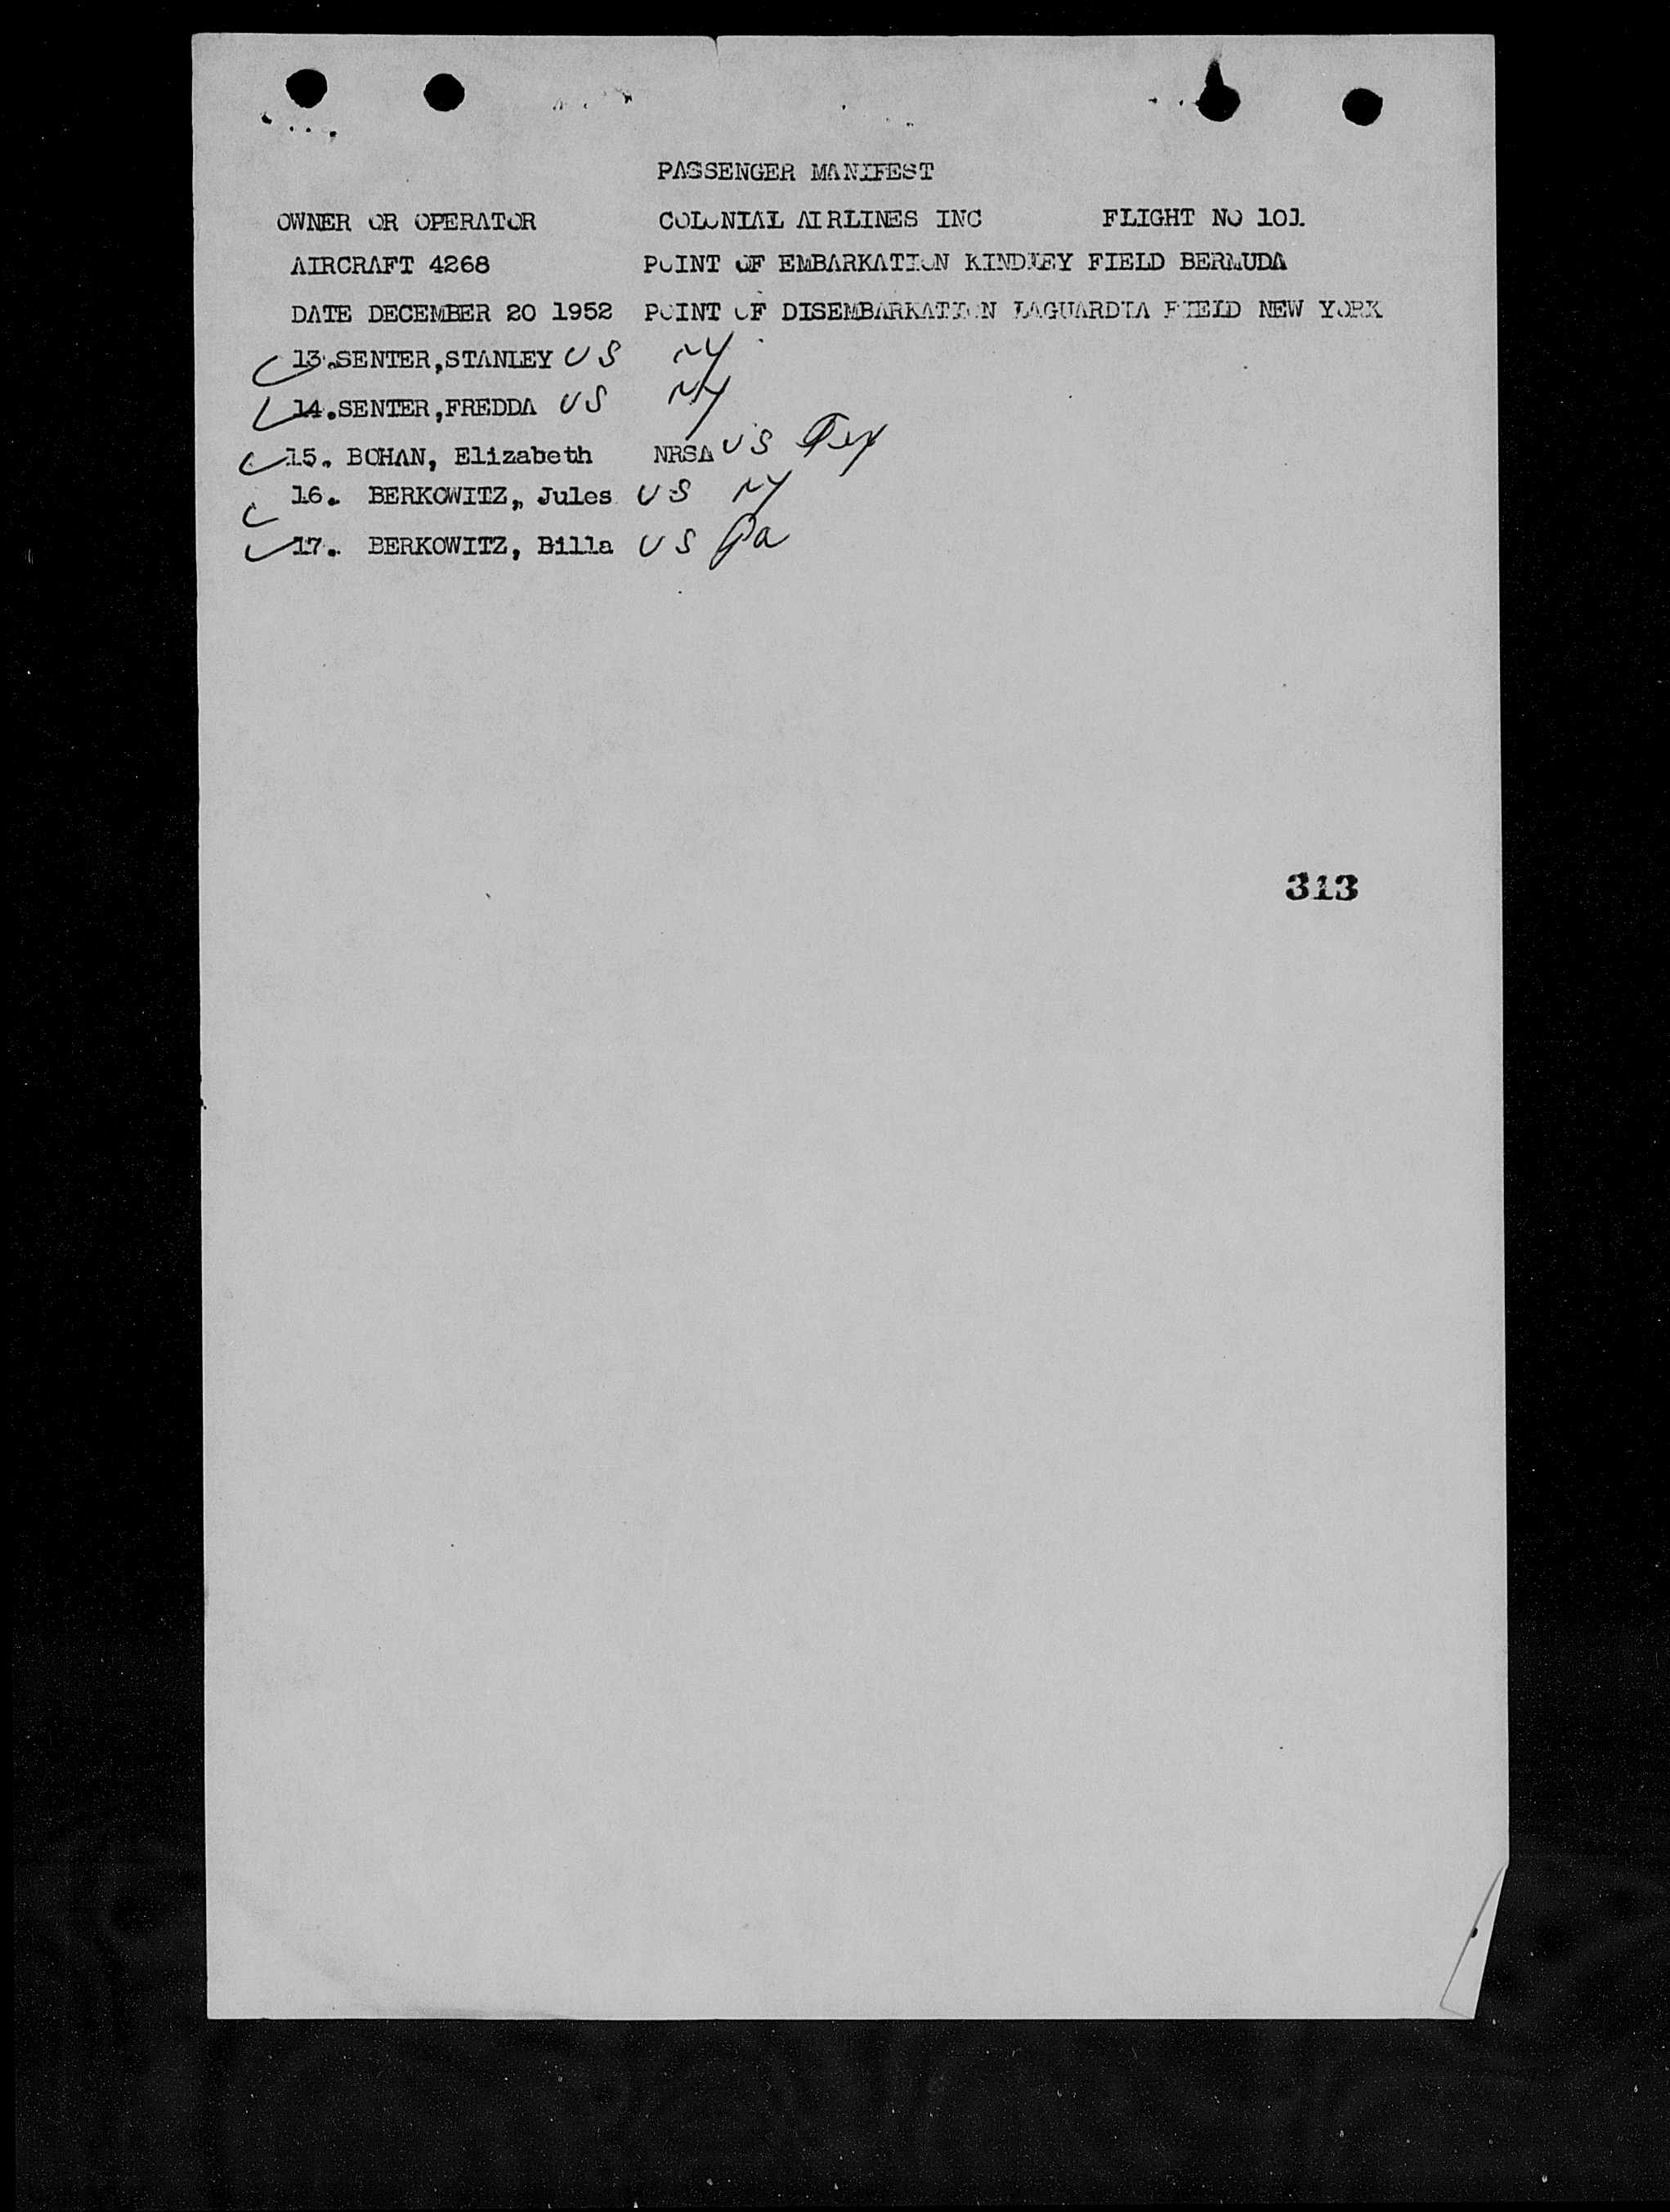 PASSENGER MANIFEST
OWNER OR OPERATOR COLONIAL AIRLINES INC FLIGHT NO 101
AIRCRAFT 4268 POINT OF EMBARKATION KINDLEY FIELD BERMUDA
DATE DECEMBER 20 1952 POINT OF DISEMBARKATION LAGUARDIA FIELD NEW YORK
13.SENTER,STANLEY US NY
14.SENTER,FREDDA US NY
15. BOHAN, Elizabeth NRSA US Tex
16. BERKOWITZ, Jules US NY
17. BERKOWITZ, Billa US Pa
313